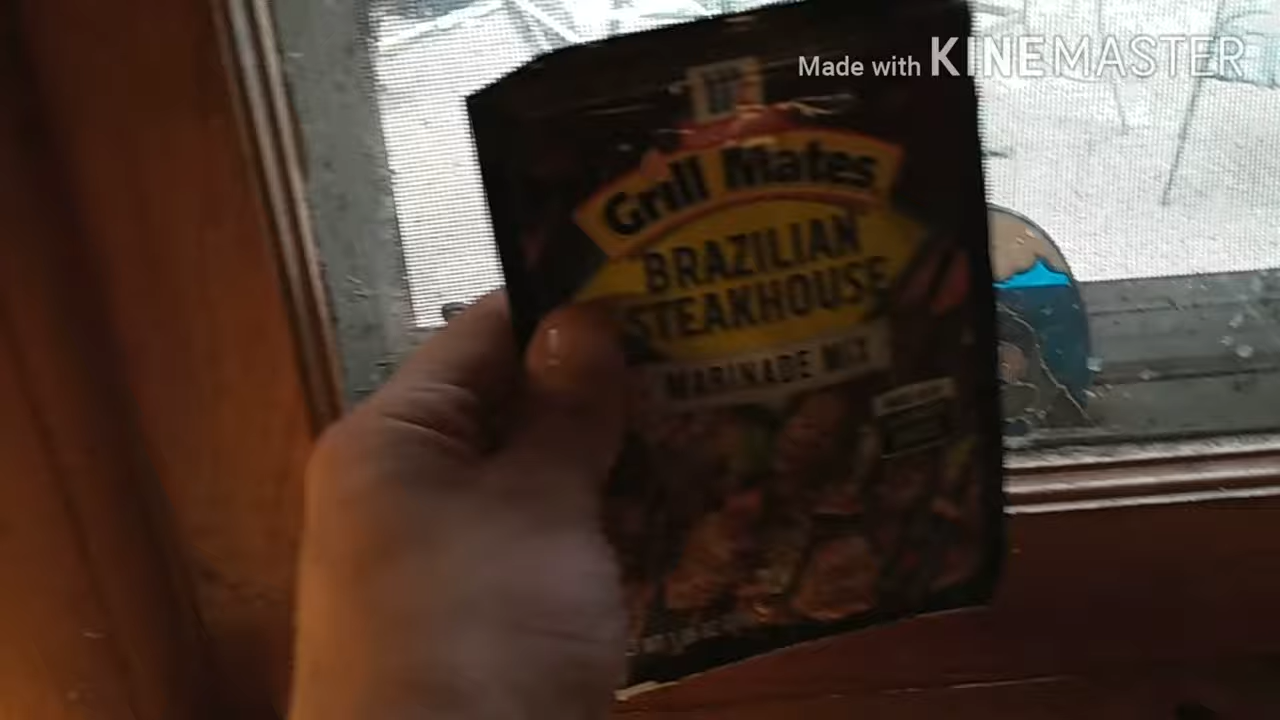 Made with KINEMASTER
Grill Mates
BRAZILIAN
STEAKHOUSE
MARINADE MIX